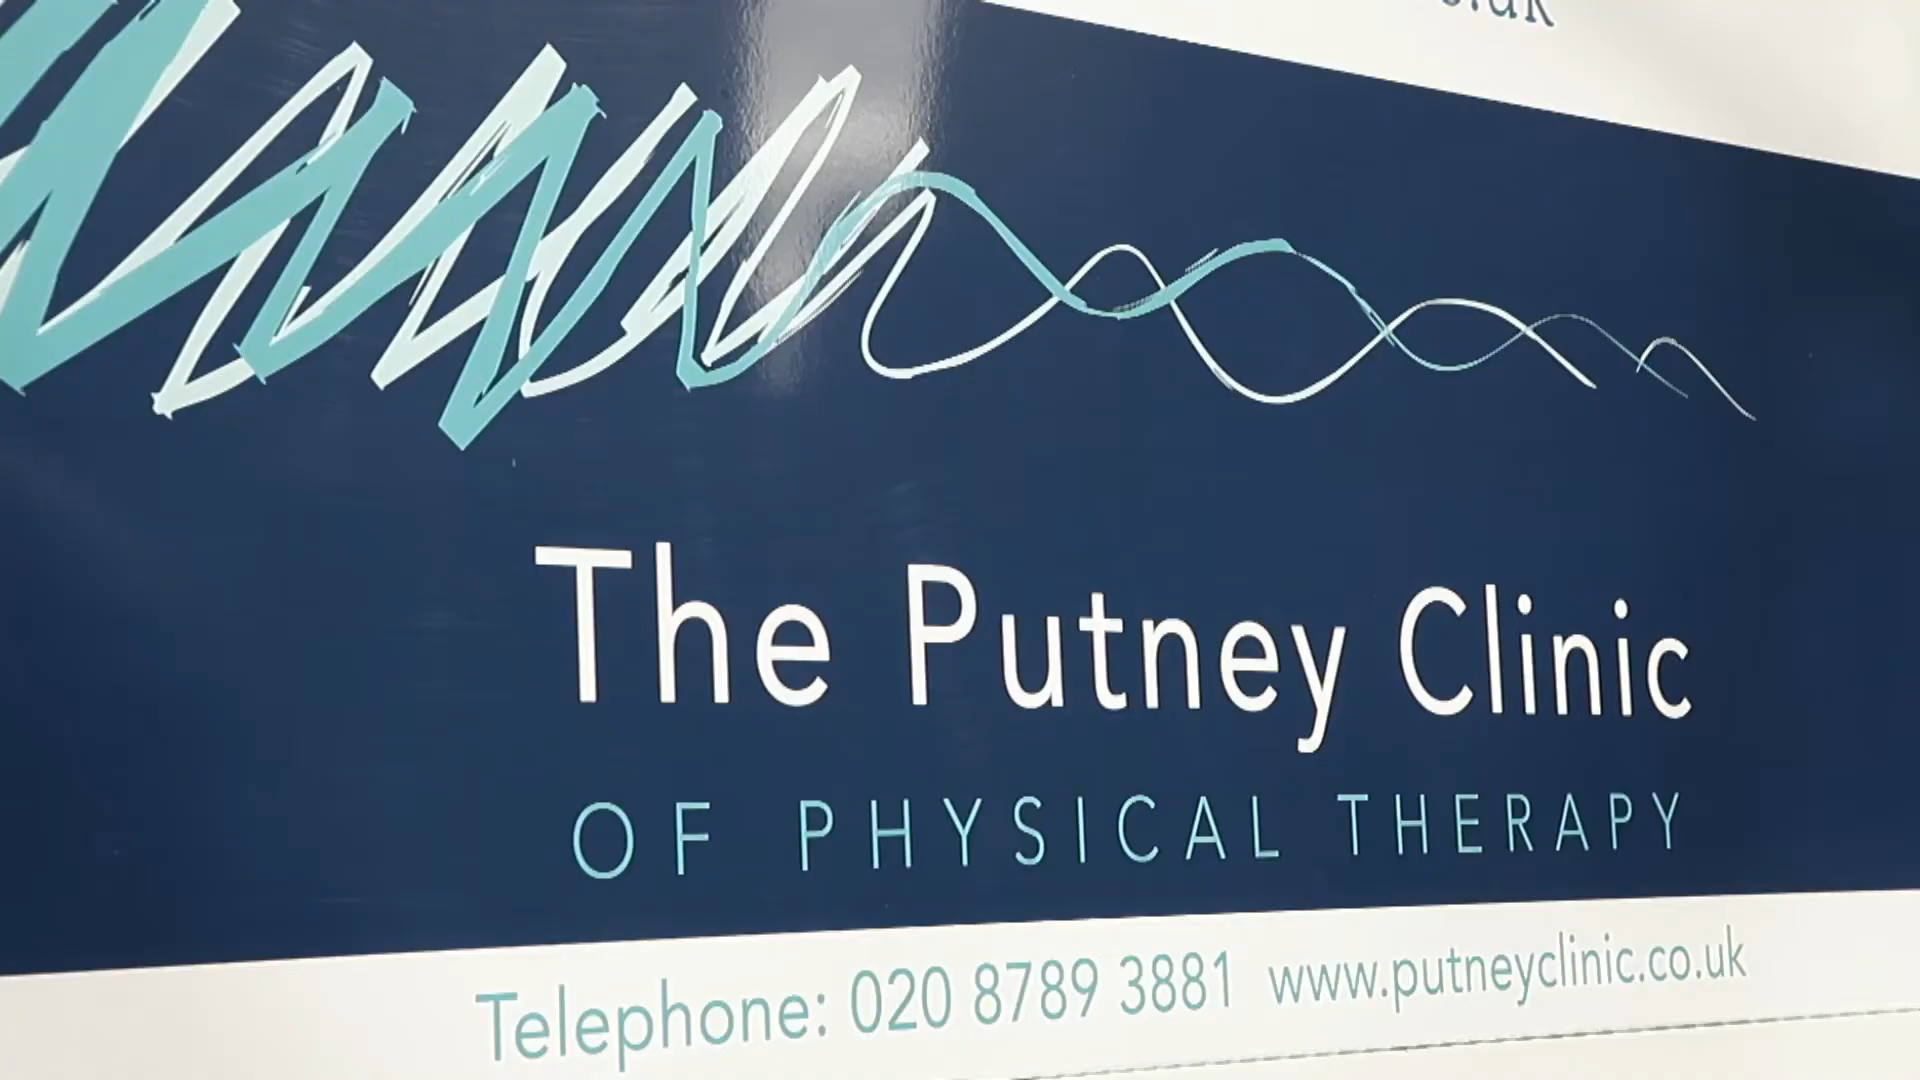 The Putney Clinic
OF PHYSICAL THERAPY
Telephone: 020 8789 3881 www.putneyclinic.co.uk